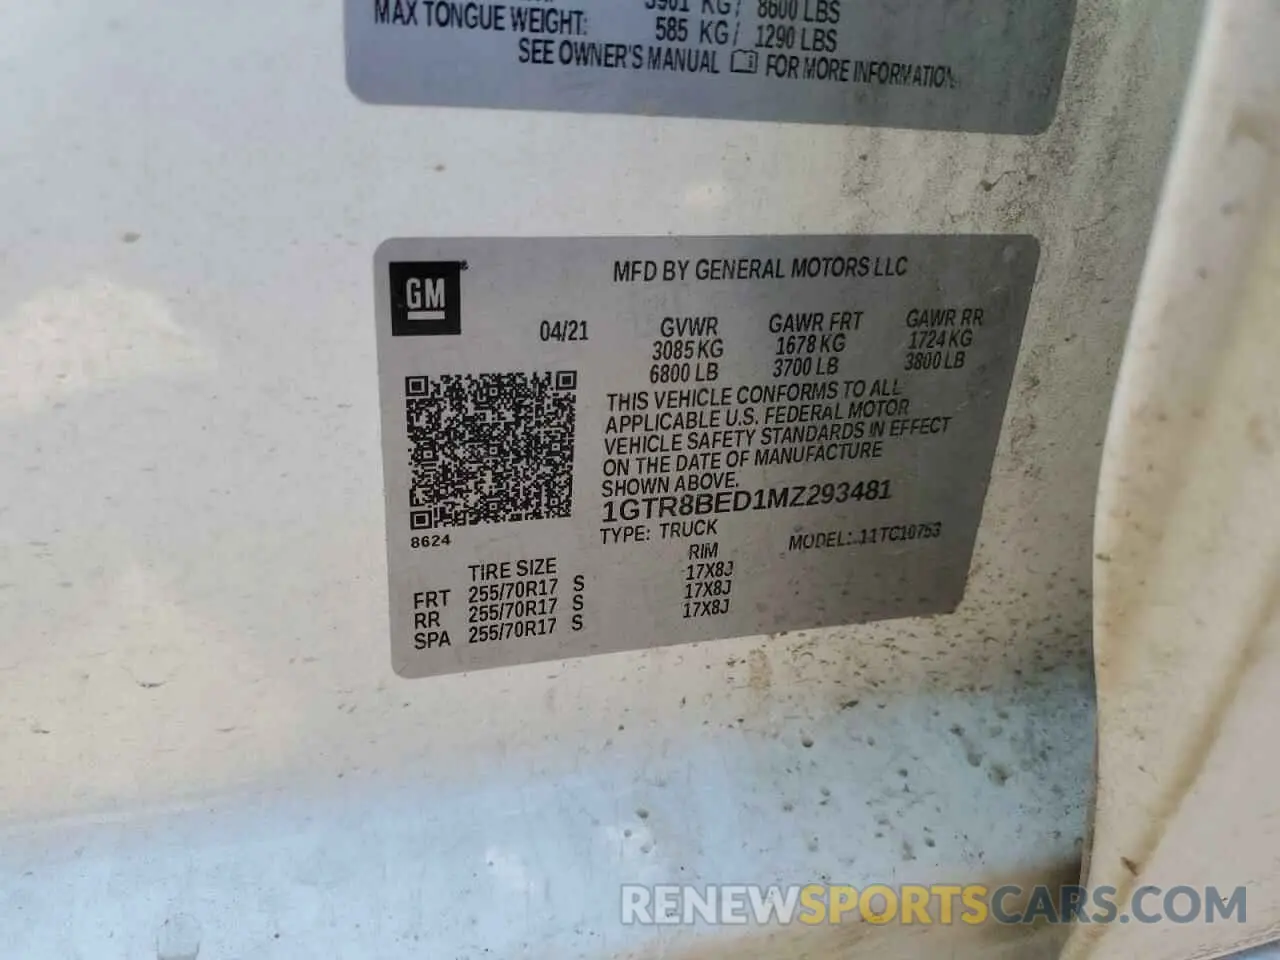 KG / 8600 LBS
MAX TONGUE WEIGHT: 585 KG / 1290 LBS
SEE OWNER'S MANUAL FOR MORE INFORMATION.
GM
MFD BY GENERAL MOTORS LLC
04/21 GVWR GAWR FRT GAWR RR
3085 KG 1678 KG 1724 KG
6800 LB 3700 LB 3800 LB
THIS VEHICLE CONFORMS TO ALL
APPLICABLE U.S. FEDERAL MOTOR
VEHICLE SAFETY STANDARDS IN EFFECT
ON THE DATE OF MANUFACTURE
SHOWN ABOVE.
1GTR8BED1MZ293481
8624
TYPE: TRUCK MODEL: 11TC10753
TIRE SIZE RIM
FRT 255/70R17 S 17X8J
RR 255/70R17 S 17X8J
SPA 255/70R17 S 17X8J
RENEWSPORTSCARS.COM